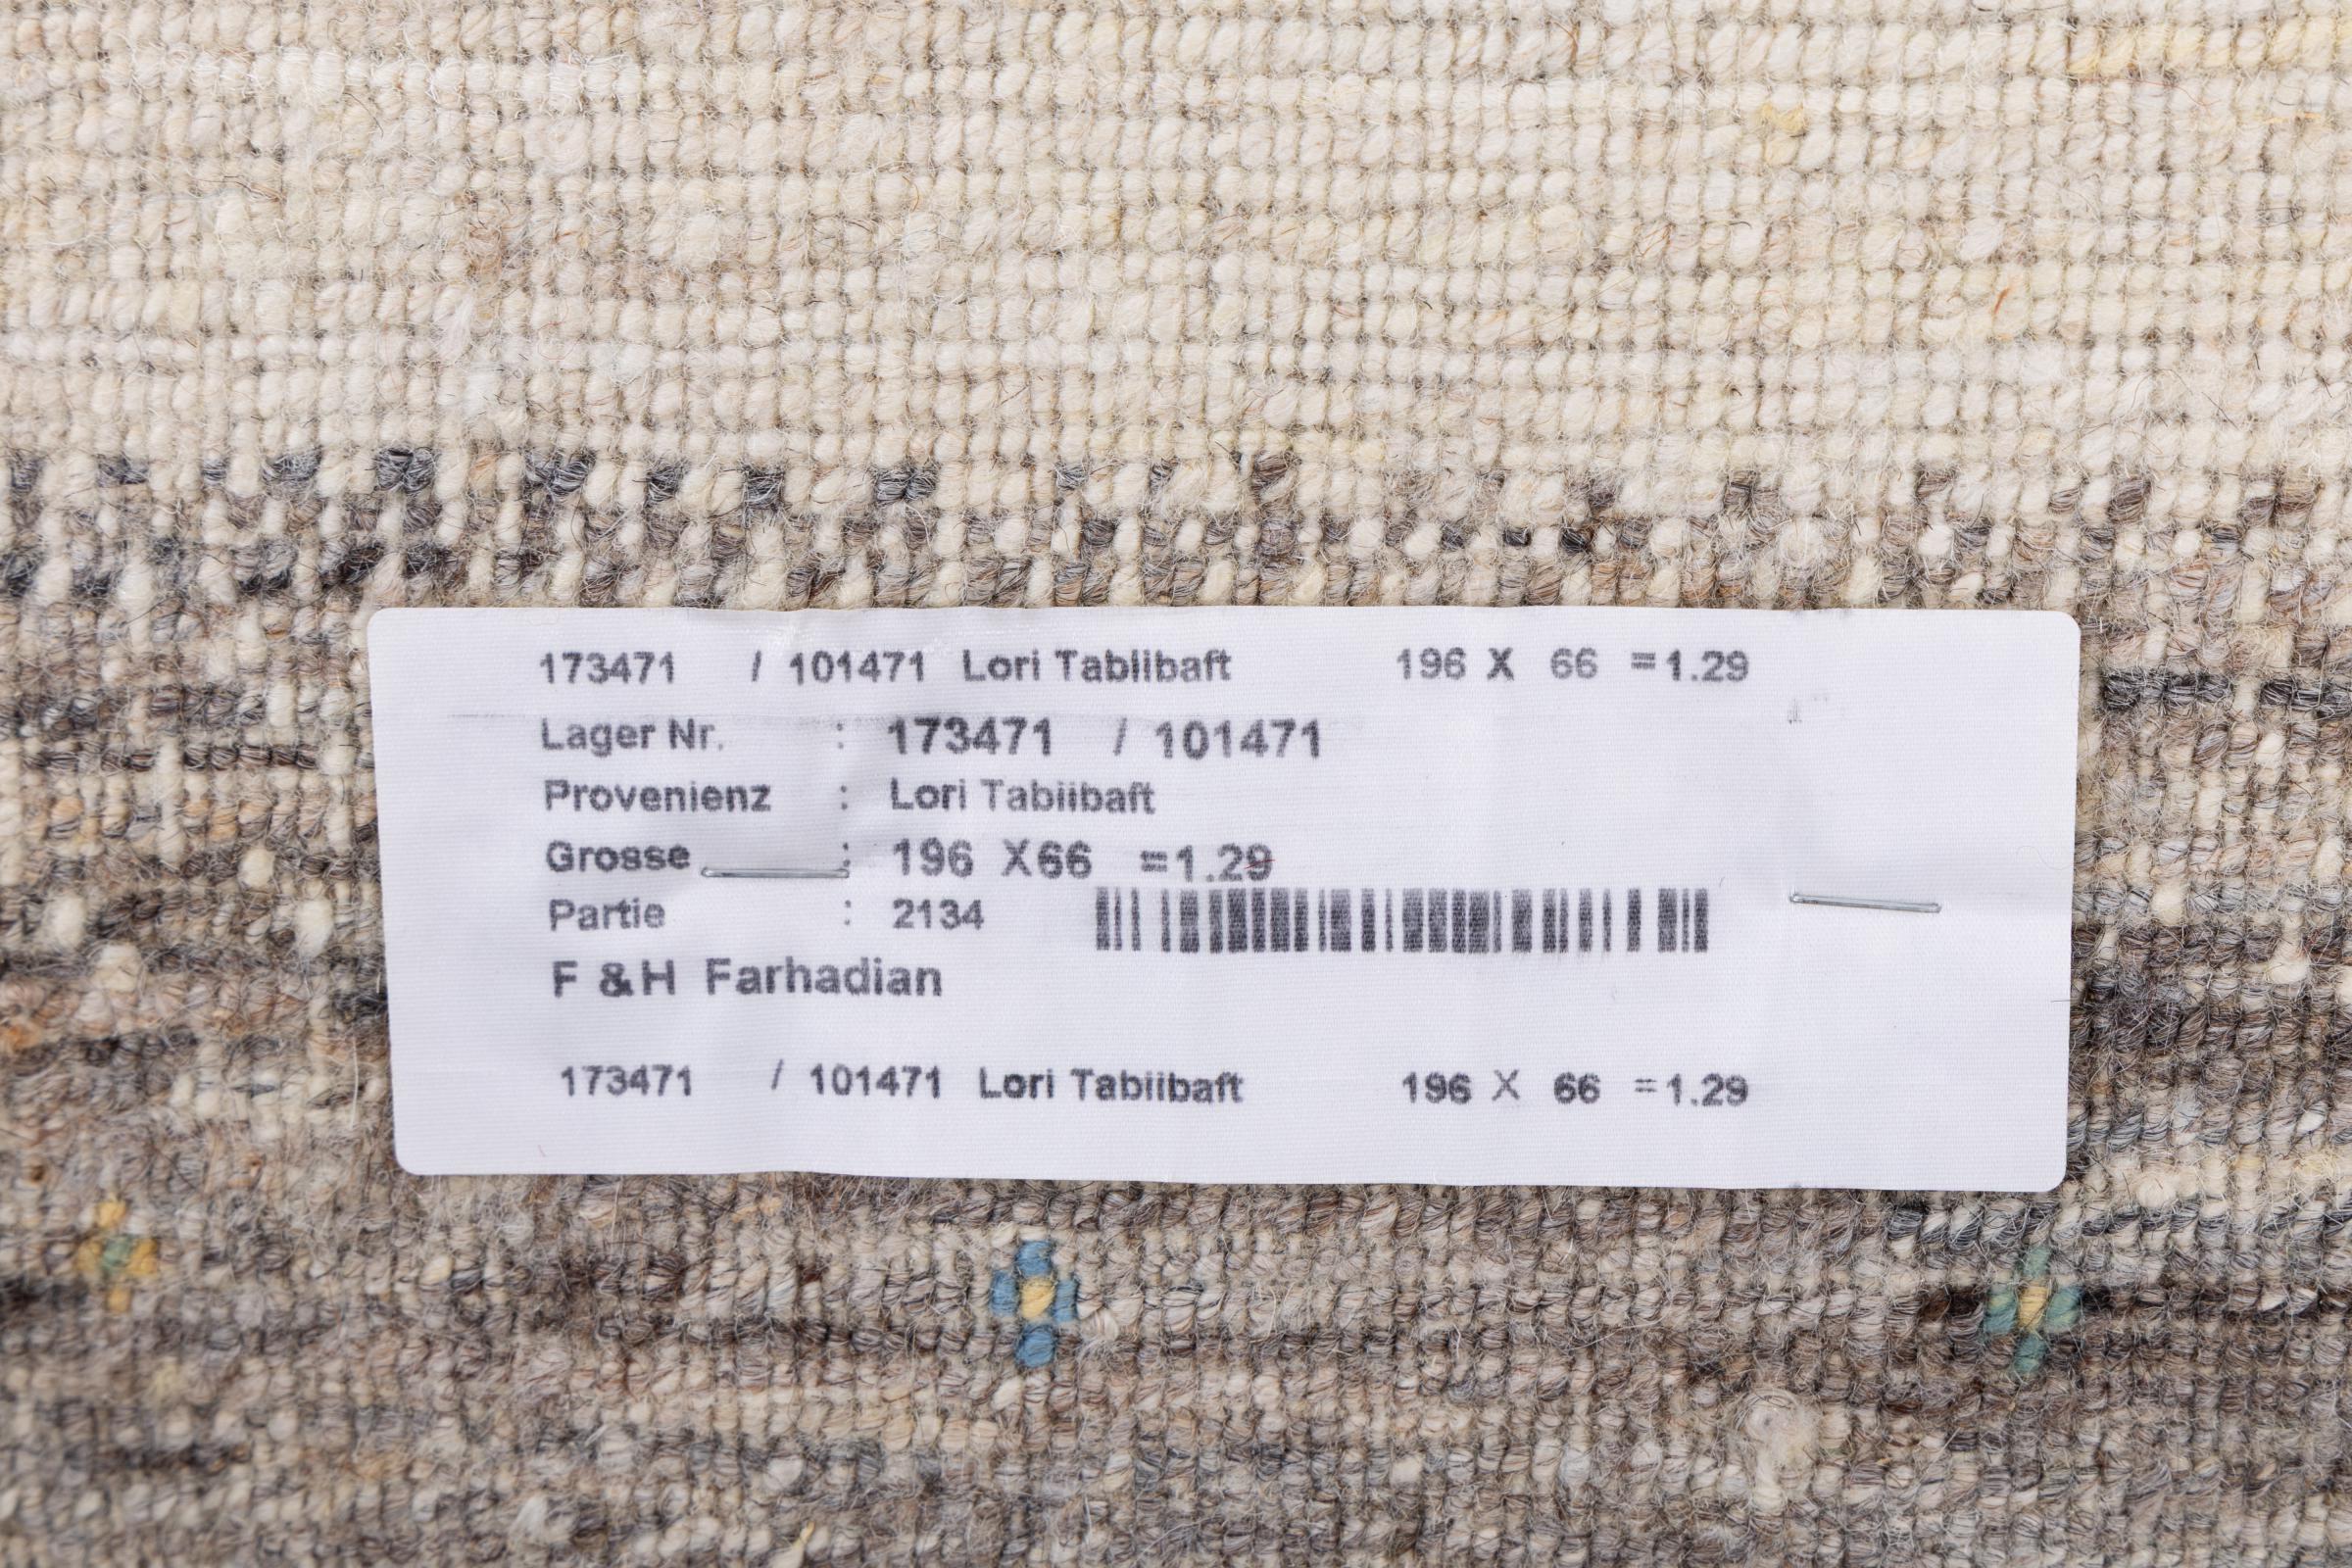 173471 / 101471 Lori Tabiibaft 196 X 66 =1.29
Lager Nr. : 173471 / 101471
Provenienz : Lori Tabiibaft
Grosse : 196 X66 =1.29
Partie : 2134
F &H Farhadian
173471 / 101471 Lori Tabiibaft 196 X 66 =1.29